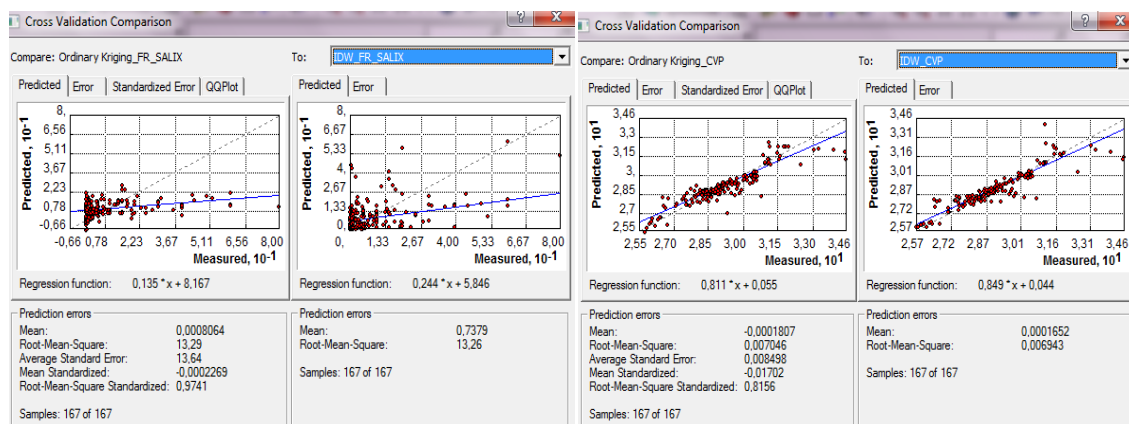 Cross Validation Comparison
?
X
Compare: Ordinary Kriging_FR_SALIX
To:
IDW_FR_SALIX
Predicted
Error
Standardized Error
QQPlot
Predicted, 10⁻¹
8,
6,56
5,11
3,67
2,23
0,78
-0,66
-0,66 0,78 2,23 3,67 5,11 6,56 8,00
Measured, 10⁻¹
Regression function: 0,135 * x + 8,167
Prediction errors
Mean: 0,0008064
Root-Mean-Square: 13,29
Average Standard Error: 13,64
Mean Standardized: -0,0002269
Root-Mean-Square Standardized: 0,9741
Samples: 167 of 167
Predicted
Error
Predicted, 10⁻¹
8,
6,67
5,33
4,
2,67
1,33
0,
0, 1,33 2,67 4,00 5,33 6,67 8,00
Measured, 10⁻¹
0,244 * x + 5,846
Prediction errors
Mean: 0,7379
Root-Mean-Square: 13,26
Samples: 167 of 167
Cross Validation Comparison
?
X
Compare: Ordinary Kriging_CVP
To:
IDW_CVP
Predicted
Error
Standardized Error
QQPlot
Predicted, 10¹
3,46
3,3
3,15
3,
2,85
2,7
2,55
2,55 2,70 2,85 3,00 3,15 3,30 3,46
Measured, 10¹
Regression function: 0,811 * x + 0,055
Prediction errors
Mean: -0,0001807
Root-Mean-Square: 0,007046
Average Standard Error: 0,008498
Mean Standardized: -0,01702
Root-Mean-Square Standardized: 0,8156
Samples: 167 of 167
Predicted
Error
Predicted, 10¹
3,46
3,31
3,16
3,01
2,87
2,72
2,57
2,57 2,72 2,87 3,01 3,16 3,31 3,46
Measured, 10¹
0,849 * x + 0,044
Prediction errors
Mean: 0,0001652
Root-Mean-Square: 0,006943
Samples: 167 of 167